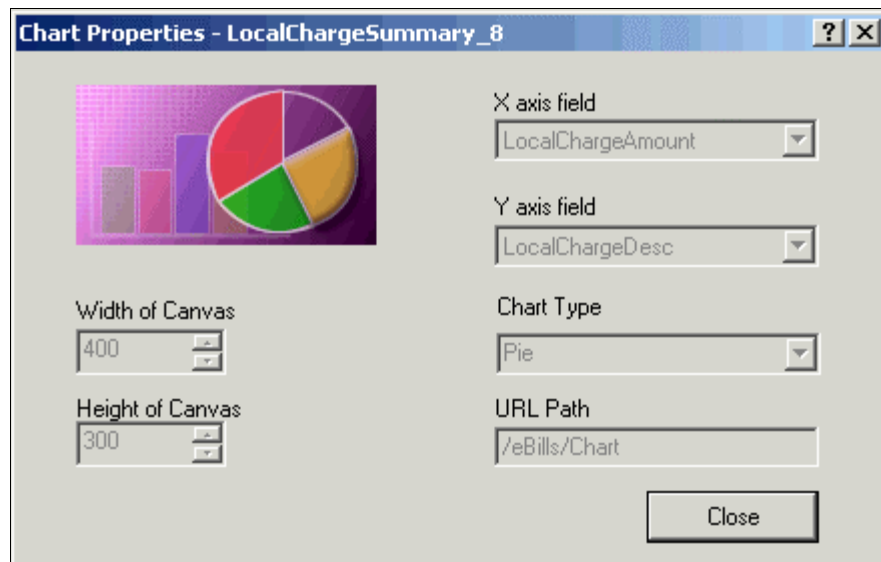 Chart Properties - LocalChargeSummary_8
X axis field
LocalChargeAmount
Y axis field
LocalChargeDesc
Width of Canvas
400
Chart Type
Pie
Height of Canvas
300
URL Path
/eBills/Chart
Close